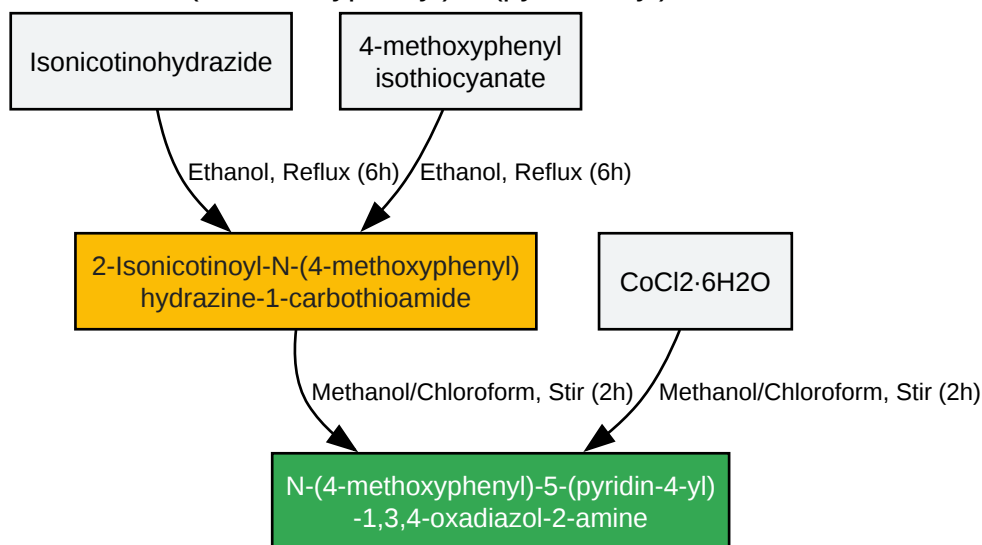 Isonicotinohydrazide
4-methoxyphenyl
isothiocyanate
Ethanol, Reflux (6h)
Ethanol, Reflux (6h)
2-Isonicotinoyl-N-(4-methoxyphenyl)
hydrazine-1-carbothioamide
CoCl2·6H2O
Methanol/Chloroform, Stir (2h)
Methanol/Chloroform, Stir (2h)
N-(4-methoxyphenyl)-5-(pyridin-4-yl)
-1,3,4-oxadiazol-2-amine